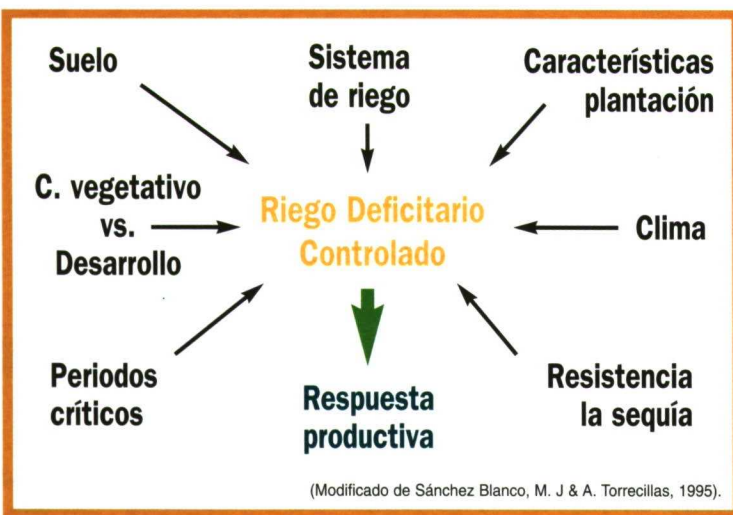 Suelo
Sistema
de riego
Características
plantación
C. vegetativo
vs.
Desarrollo
Riego Deficitario
Controlado
Clima
Periodos
críticos
Respuesta
productiva
Resistencia
la sequía
(Modificado de Sánchez Blanco, M. J & A. Torrecillas, 1995).